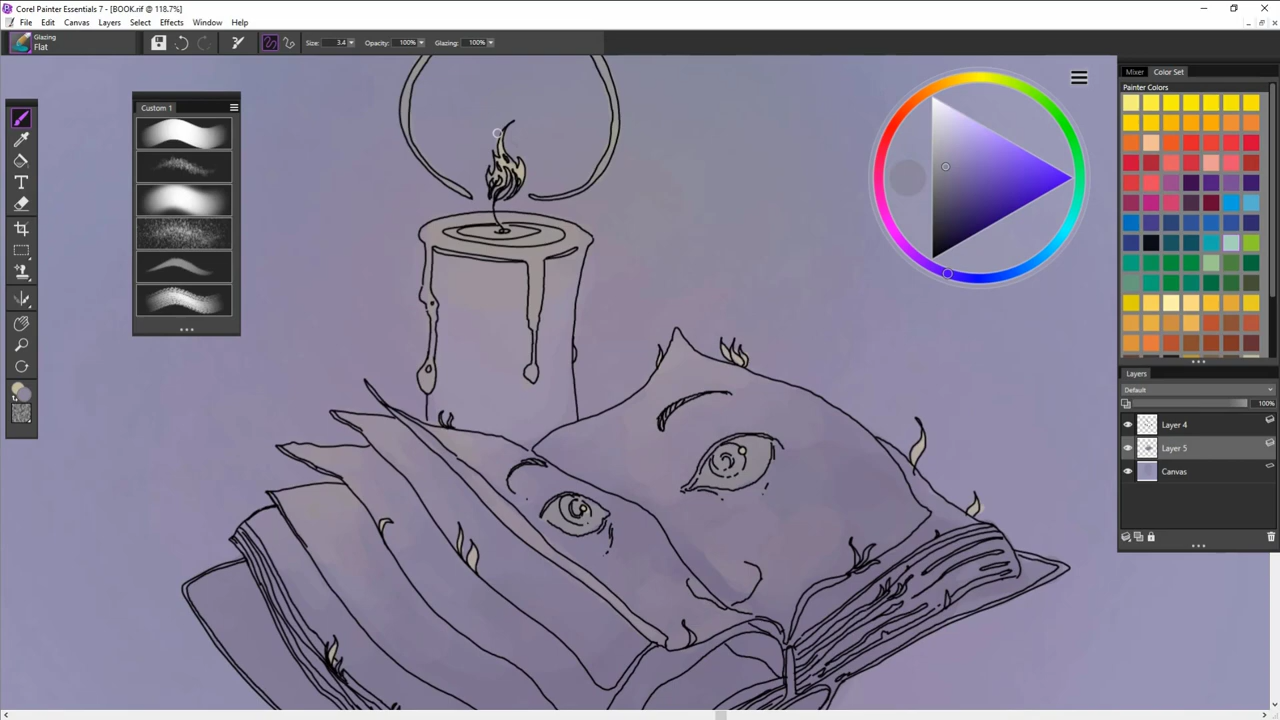 Corel Painter Essentials 7 - [BOOK.rif @ 118.7%]
File Edit Canvas Layers Select Effects Window Help
Glazing
Flat
Size: 3.4 Opacity: 100% Glazing: 100%
Mixer Color Set
Painter Colors
Custom 1
Layers
Default
100%
Layer 4
Layer 5
Canvas